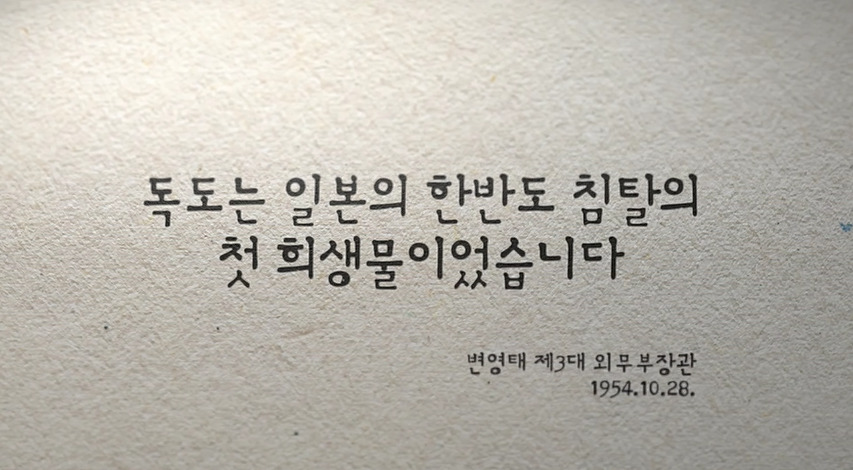 독도는 일본의 한반도 침탈의
첫 희생물이었습니다
변영태 제3대 외무부장관
1954.10.28.